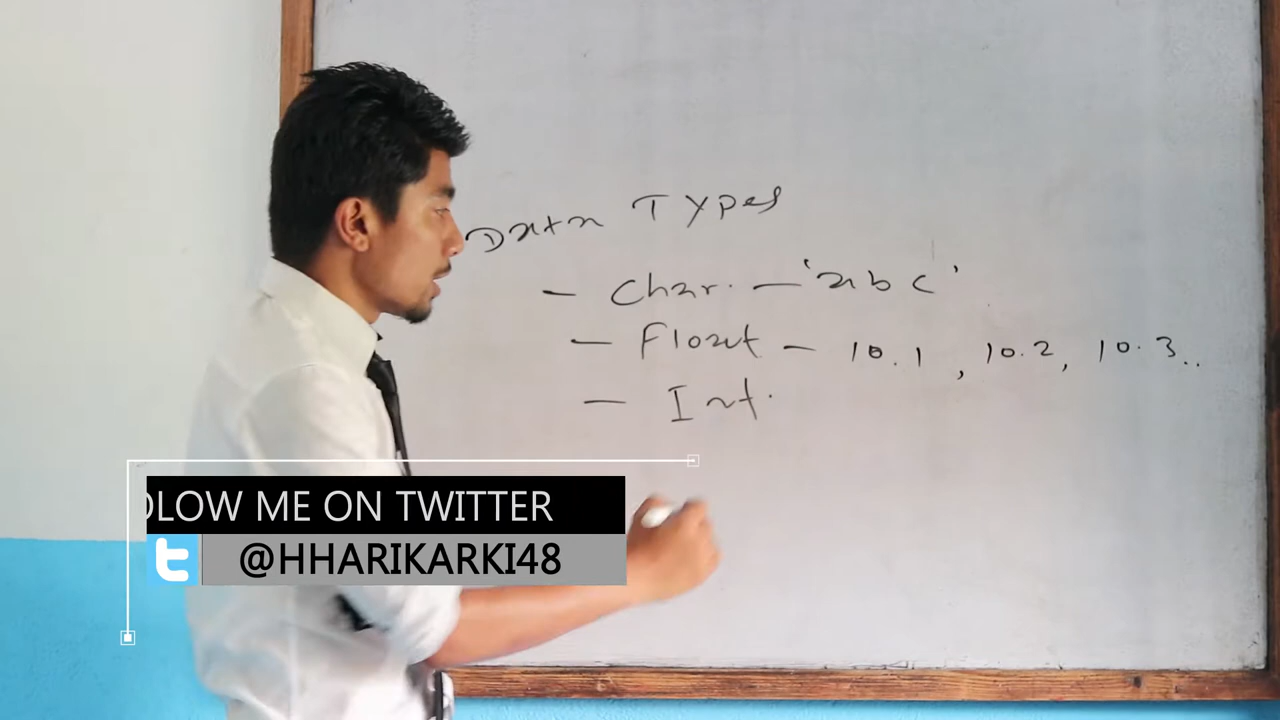 Data Types
- Char. - 'abc'
- Float - 10.1, 10.2, 10.3..
- Int.
OLOW ME ON TWITTER
t @HHARIKARKI48